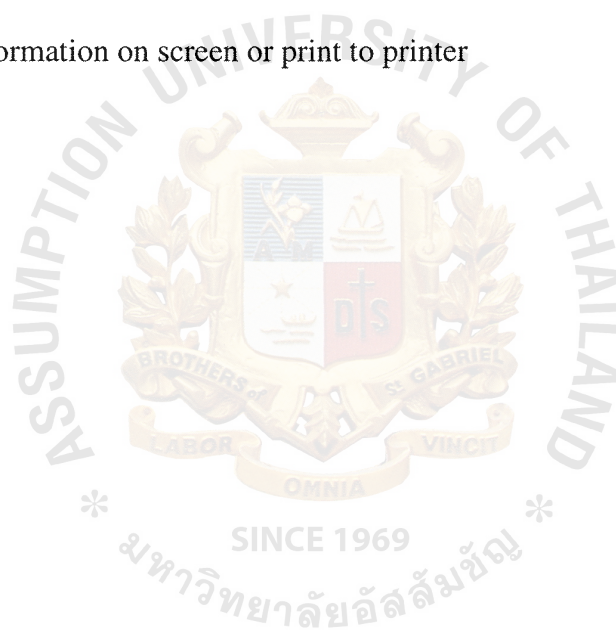 ormation on screen or print to printer
ASSUMPTION UNIVERSITY OF THAILAND
A M
D S
BROTHERS of St GABRIEL
LABOR OMNIA VINCIT
SINCE 1969
* มหาวิทยาลัยอัสสัมชัญ *